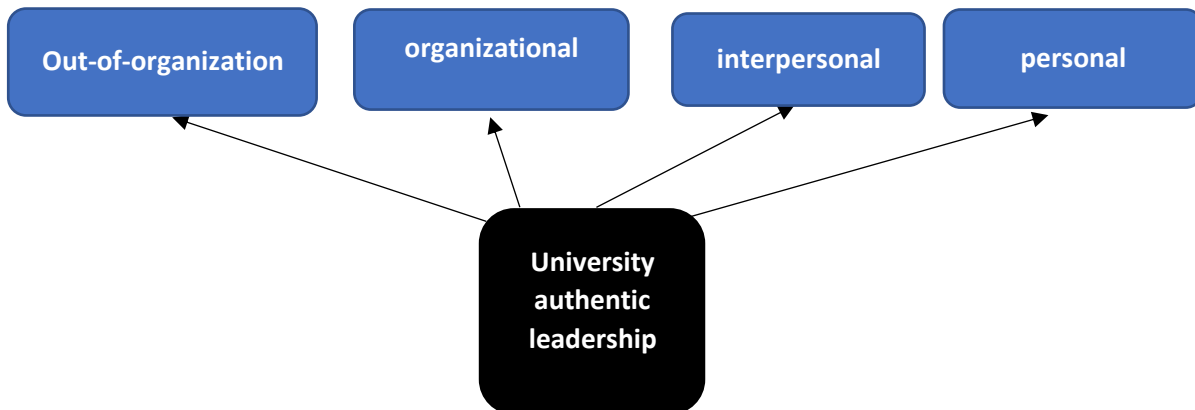 Out-of-organization
organizational
interpersonal
personal
University
authentic
leadership